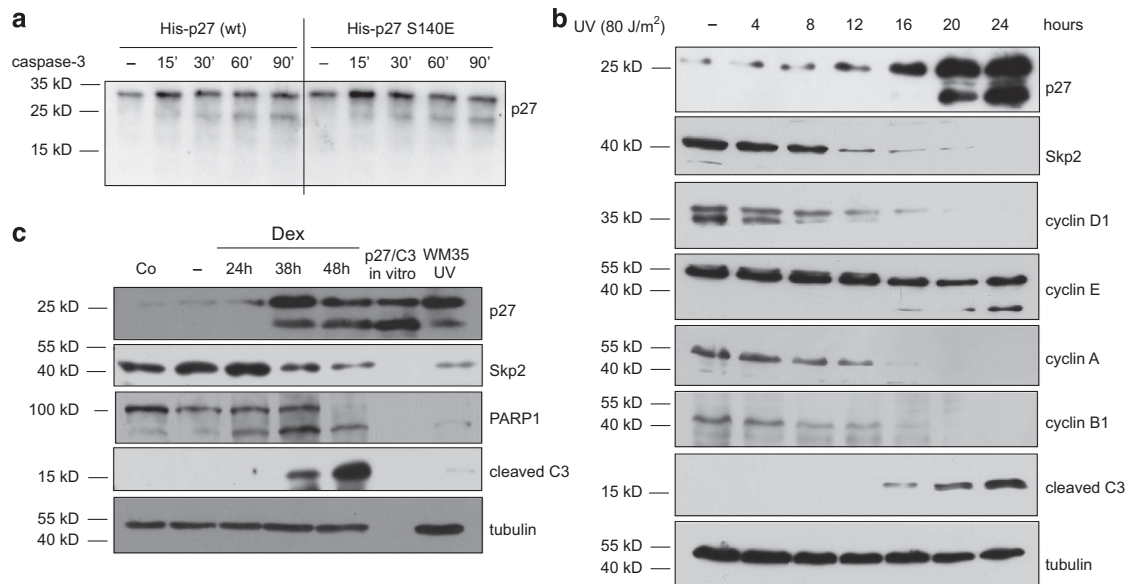 a
His-p27 (wt) His-p27 S140E
caspase-3 – 15’ 30’ 60’ 90’ – 15’ 30’ 60’ 90’
35 kD
25 kD
15 kD
p27
b
UV (80 J/m2) – 4 8 12 16 20 24 hours
25 kD
p27
40 kD
Skp2
35 kD
cyclin D1
55 kD
40 kD
cyclin E
55 kD
40 kD
cyclin A
55 kD
40 kD
cyclin B1
15 kD
cleaved C3
55 kD
40 kD
tubulin
c
Dex
Co – 24h 38h 48h p27/C3 in vitro WM35 UV
25 kD
p27
55 kD
40 kD
Skp2
100 kD
PARP1
15 kD
cleaved C3
55 kD
40 kD
tubulin